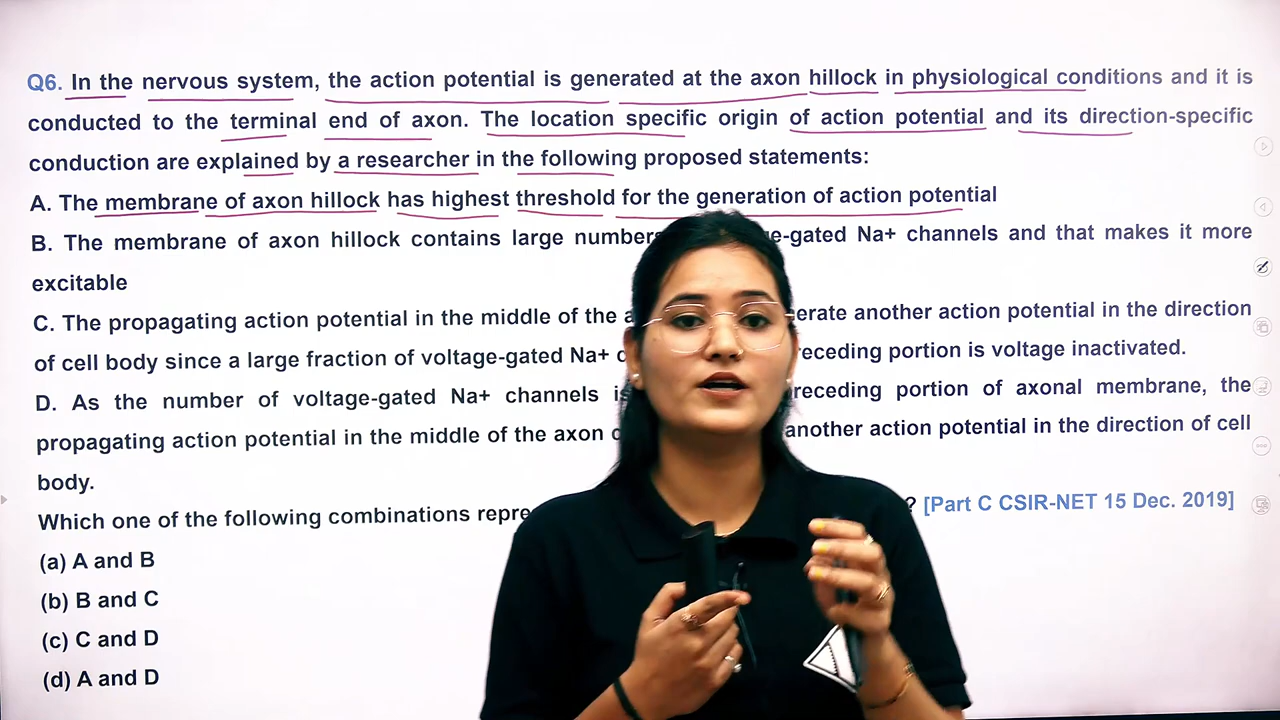 Q6. In the nervous system, the action potential is generated at the axon hillock in physiological conditions and it is
conducted to the terminal end of axon. The location specific origin of action potential and its direction-specific
conduction are explained by a researcher in the following proposed statements:
A. The membrane of axon hillock has highest threshold for the generation of action potential
B. The membrane of axon hillock contains large number e-gated Na+ channels and that makes it more
excitable
C. The propagating action potential in the middle of the another action potential in the direction
of cell body since a large fraction of voltage-gated Na+ portion is voltage inactivated.
D. As the number of voltage-gated Na+ channels portion of axonal membrane, the
propagating action potential in the middle of the axon another action potential in the direction of cell
body.
Which one of the following combinations ? [Part C CSIR-NET 15 Dec. 2019]
(a) A and B
(b) B and C
(c) C and D
(d) A and D